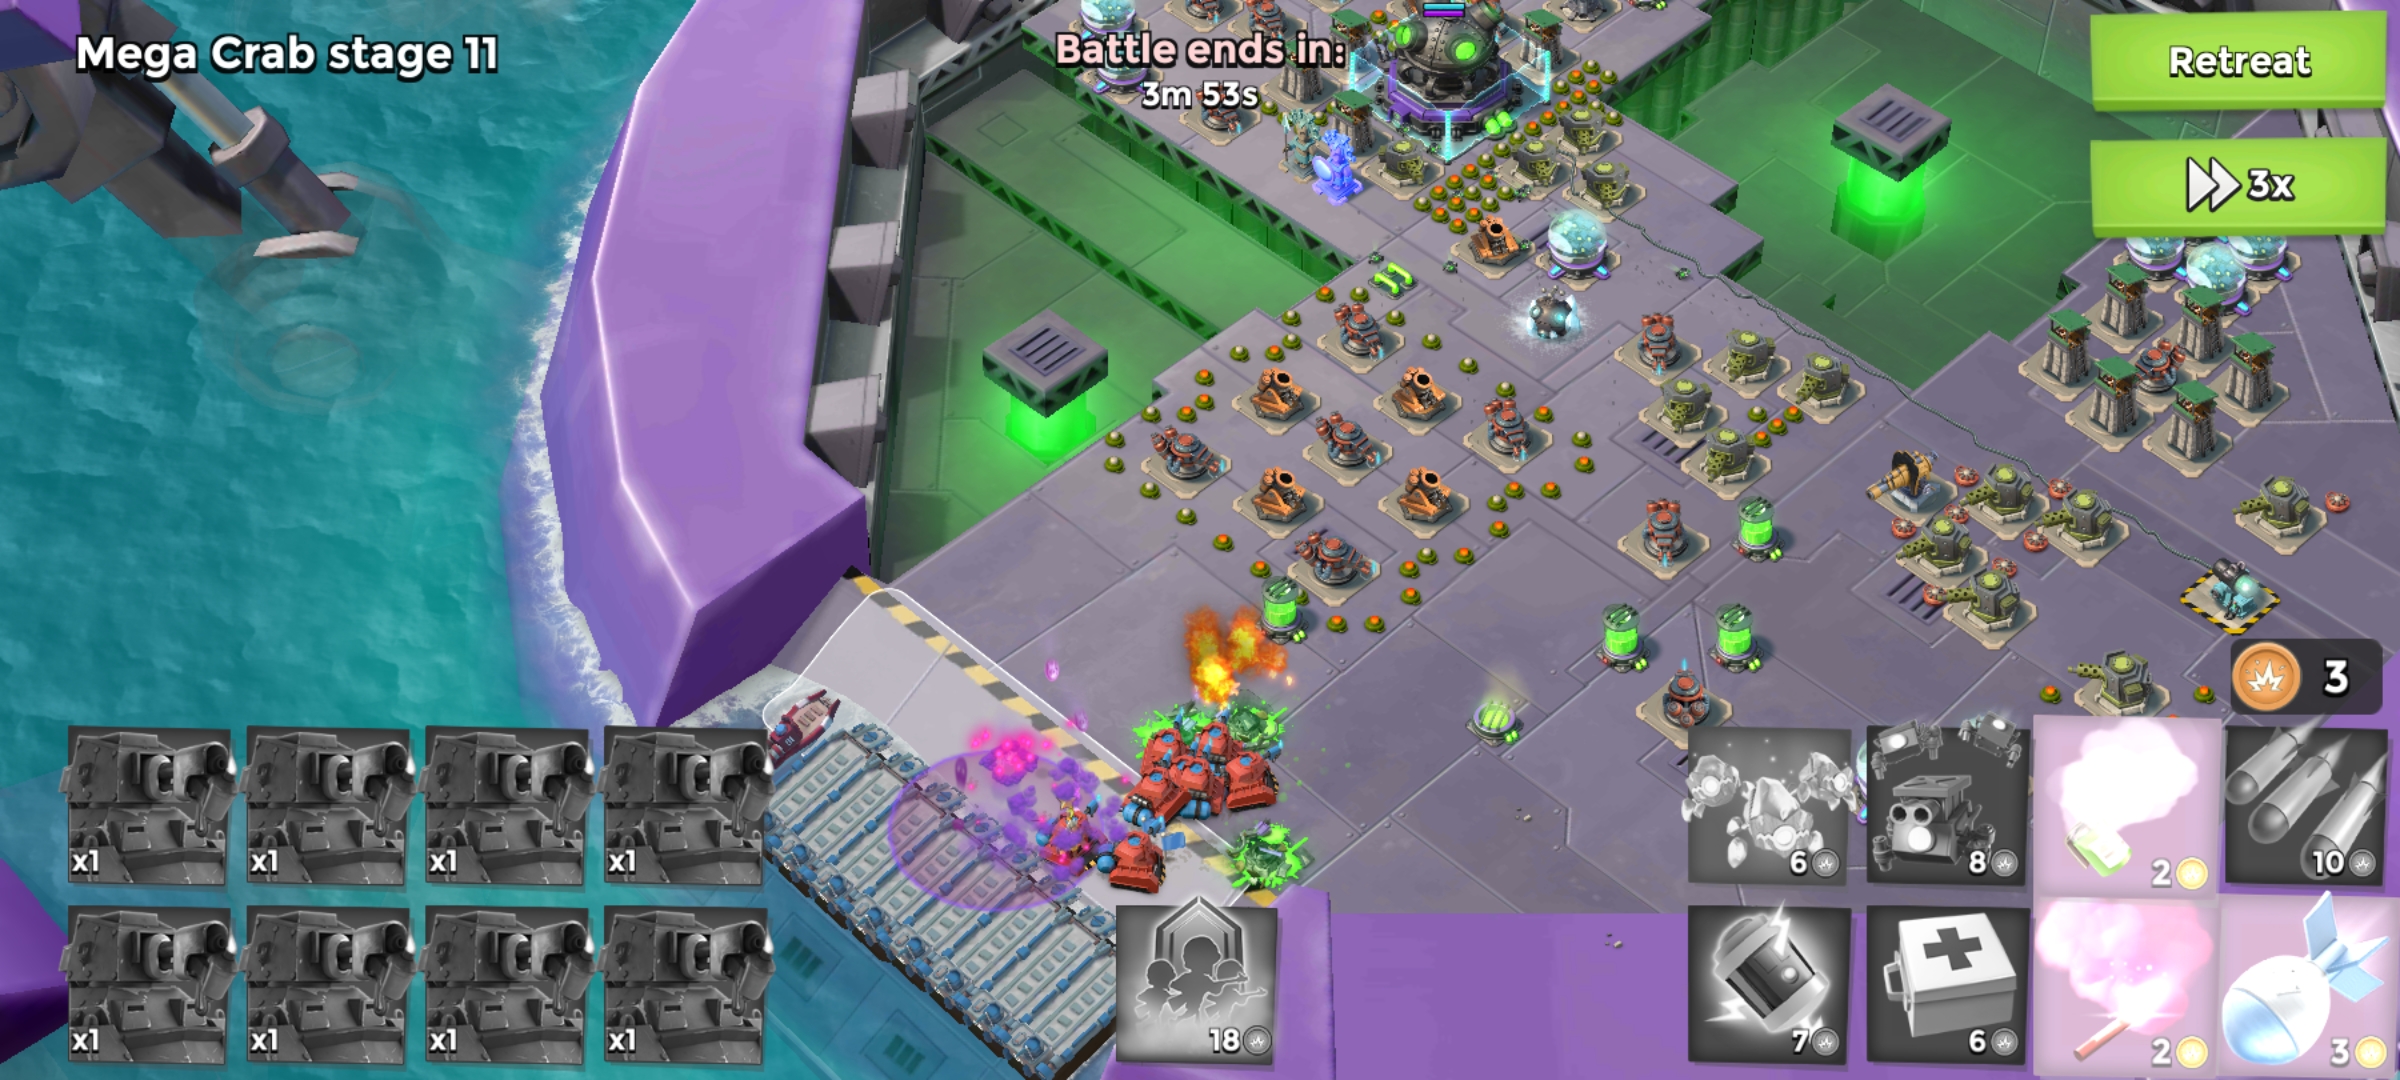 Mega Crab stage 11
Battle ends in:
3m 53s
Retreat
3x
3
x1
x1
x1
x1
6
8
2
10
x1
x1
x1
x1
18
7
6
2
3